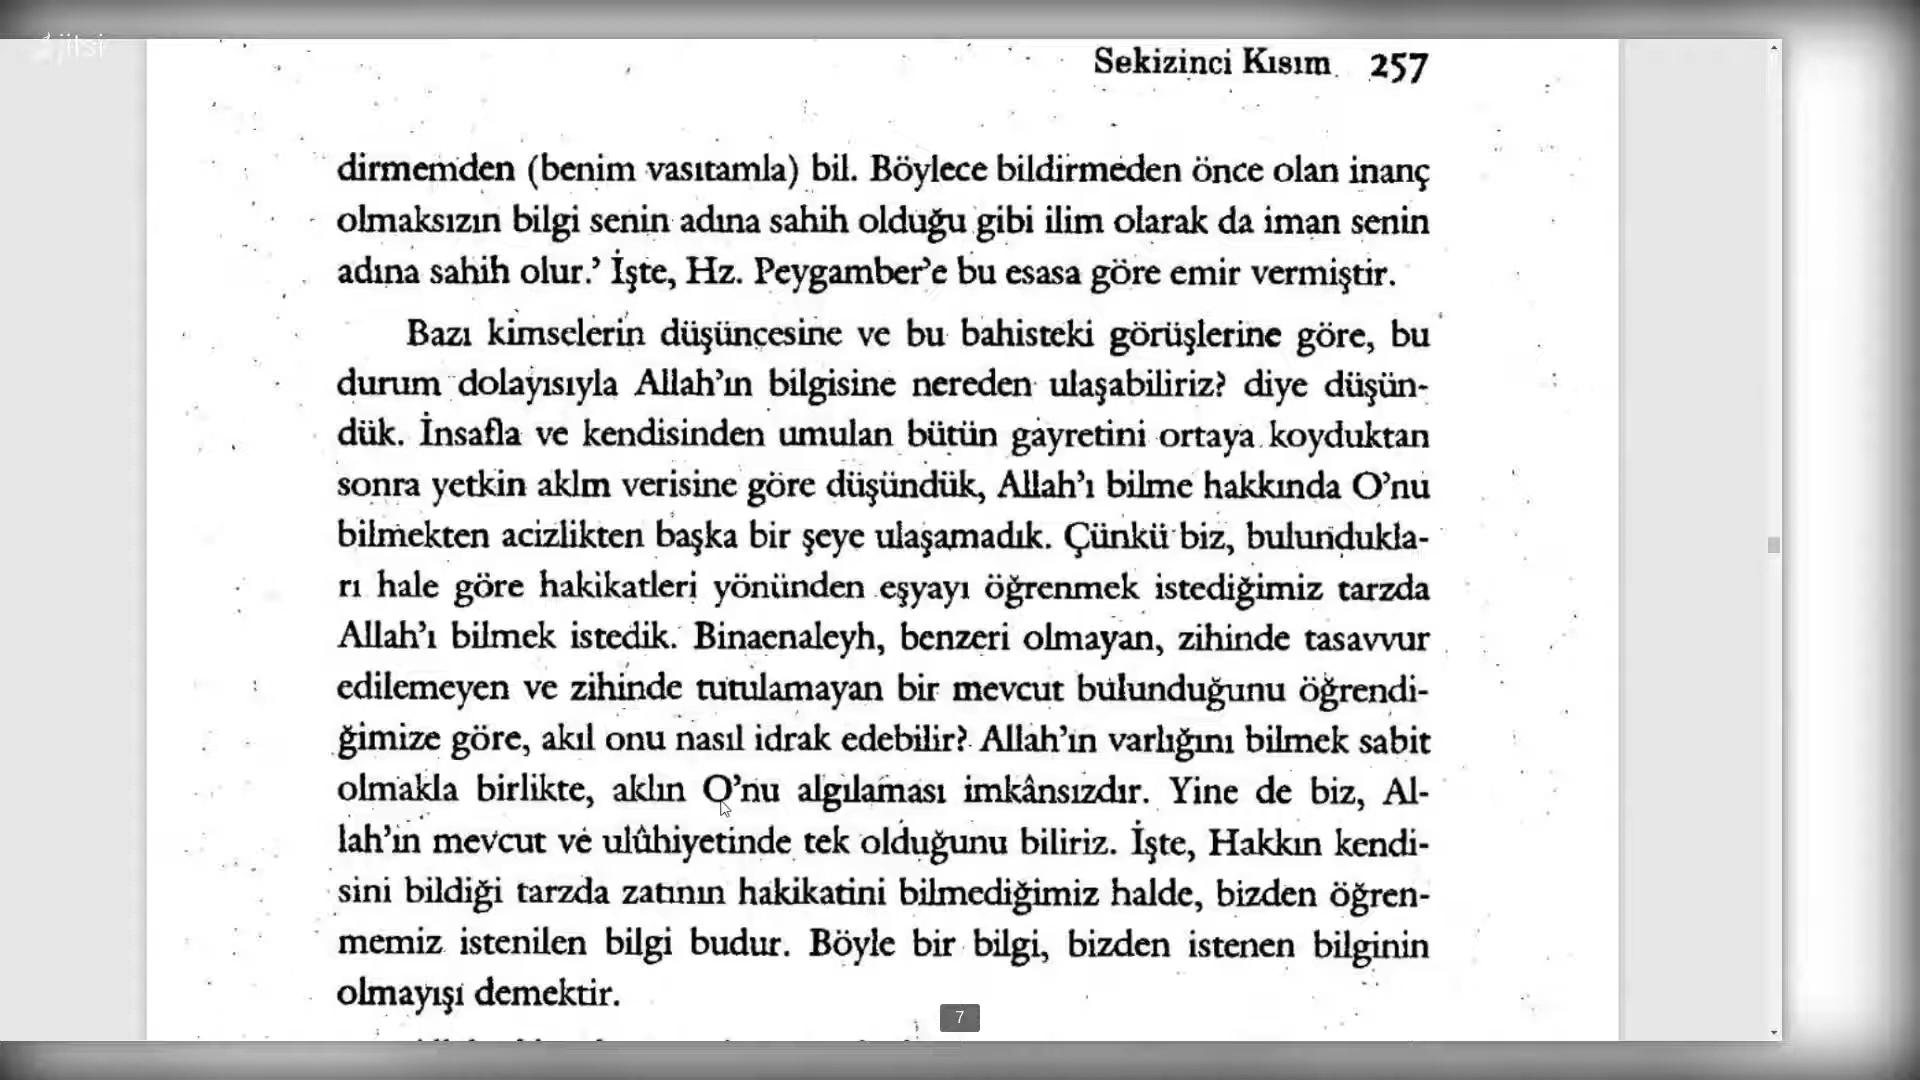 jitsi
Sekizinci Kısım 257
dirmemden (benim vasıtamla) bil. Böylece bildirmeden önce olan inanç
olmaksızın bilgi senin adına sahih olduğu gibi ilim olarak da iman senin
adına sahih olur.’ İşte, Hz. Peygamber’e bu esasa göre emir vermiştir.
Bazı kimselerin düşüncesine ve bu bahisteki görüşlerine göre, bu
durum dolayısıyla Allah’ın bilgisine nereden ulaşabiliriz? diye düşün-
dük. İnsafla ve kendisinden umulan bütün gayretini ortaya koyduktan
sonra yetkin aklm verisine göre düşündük, Allah’ı bilme hakkında O’nu
bilmekten acizlikten başka bir şeye ulaşamadık. Çünkü biz, bulundukla-
rı hale göre hakikatleri yönünden eşyayı öğrenmek istediğimiz tarzda
Allah’ı bilmek istedik. Binaenaleyh, benzeri olmayan, zihinde tasavvur
edilemeyen ve zihinde tutulamayan bir mevcut bulunduğunu öğrendi-
ğimize göre, akıl onu nasıl idrak edebilir? Allah’ın varlığını bilmek sabit
olmakla birlikte, aklın O’nu algılaması imkânsızdır. Yine de biz, Al-
lah’ın mevcut ve ulûhiyetinde tek olduğunu biliriz. İşte, Hakkın kendi-
sini bildiği tarzda zatının hakikatini bilmediğimiz halde, bizden öğren-
memiz istenilen bilgi budur. Böyle bir bilgi, bizden istenen bilginin
olmayışı demektir.
7